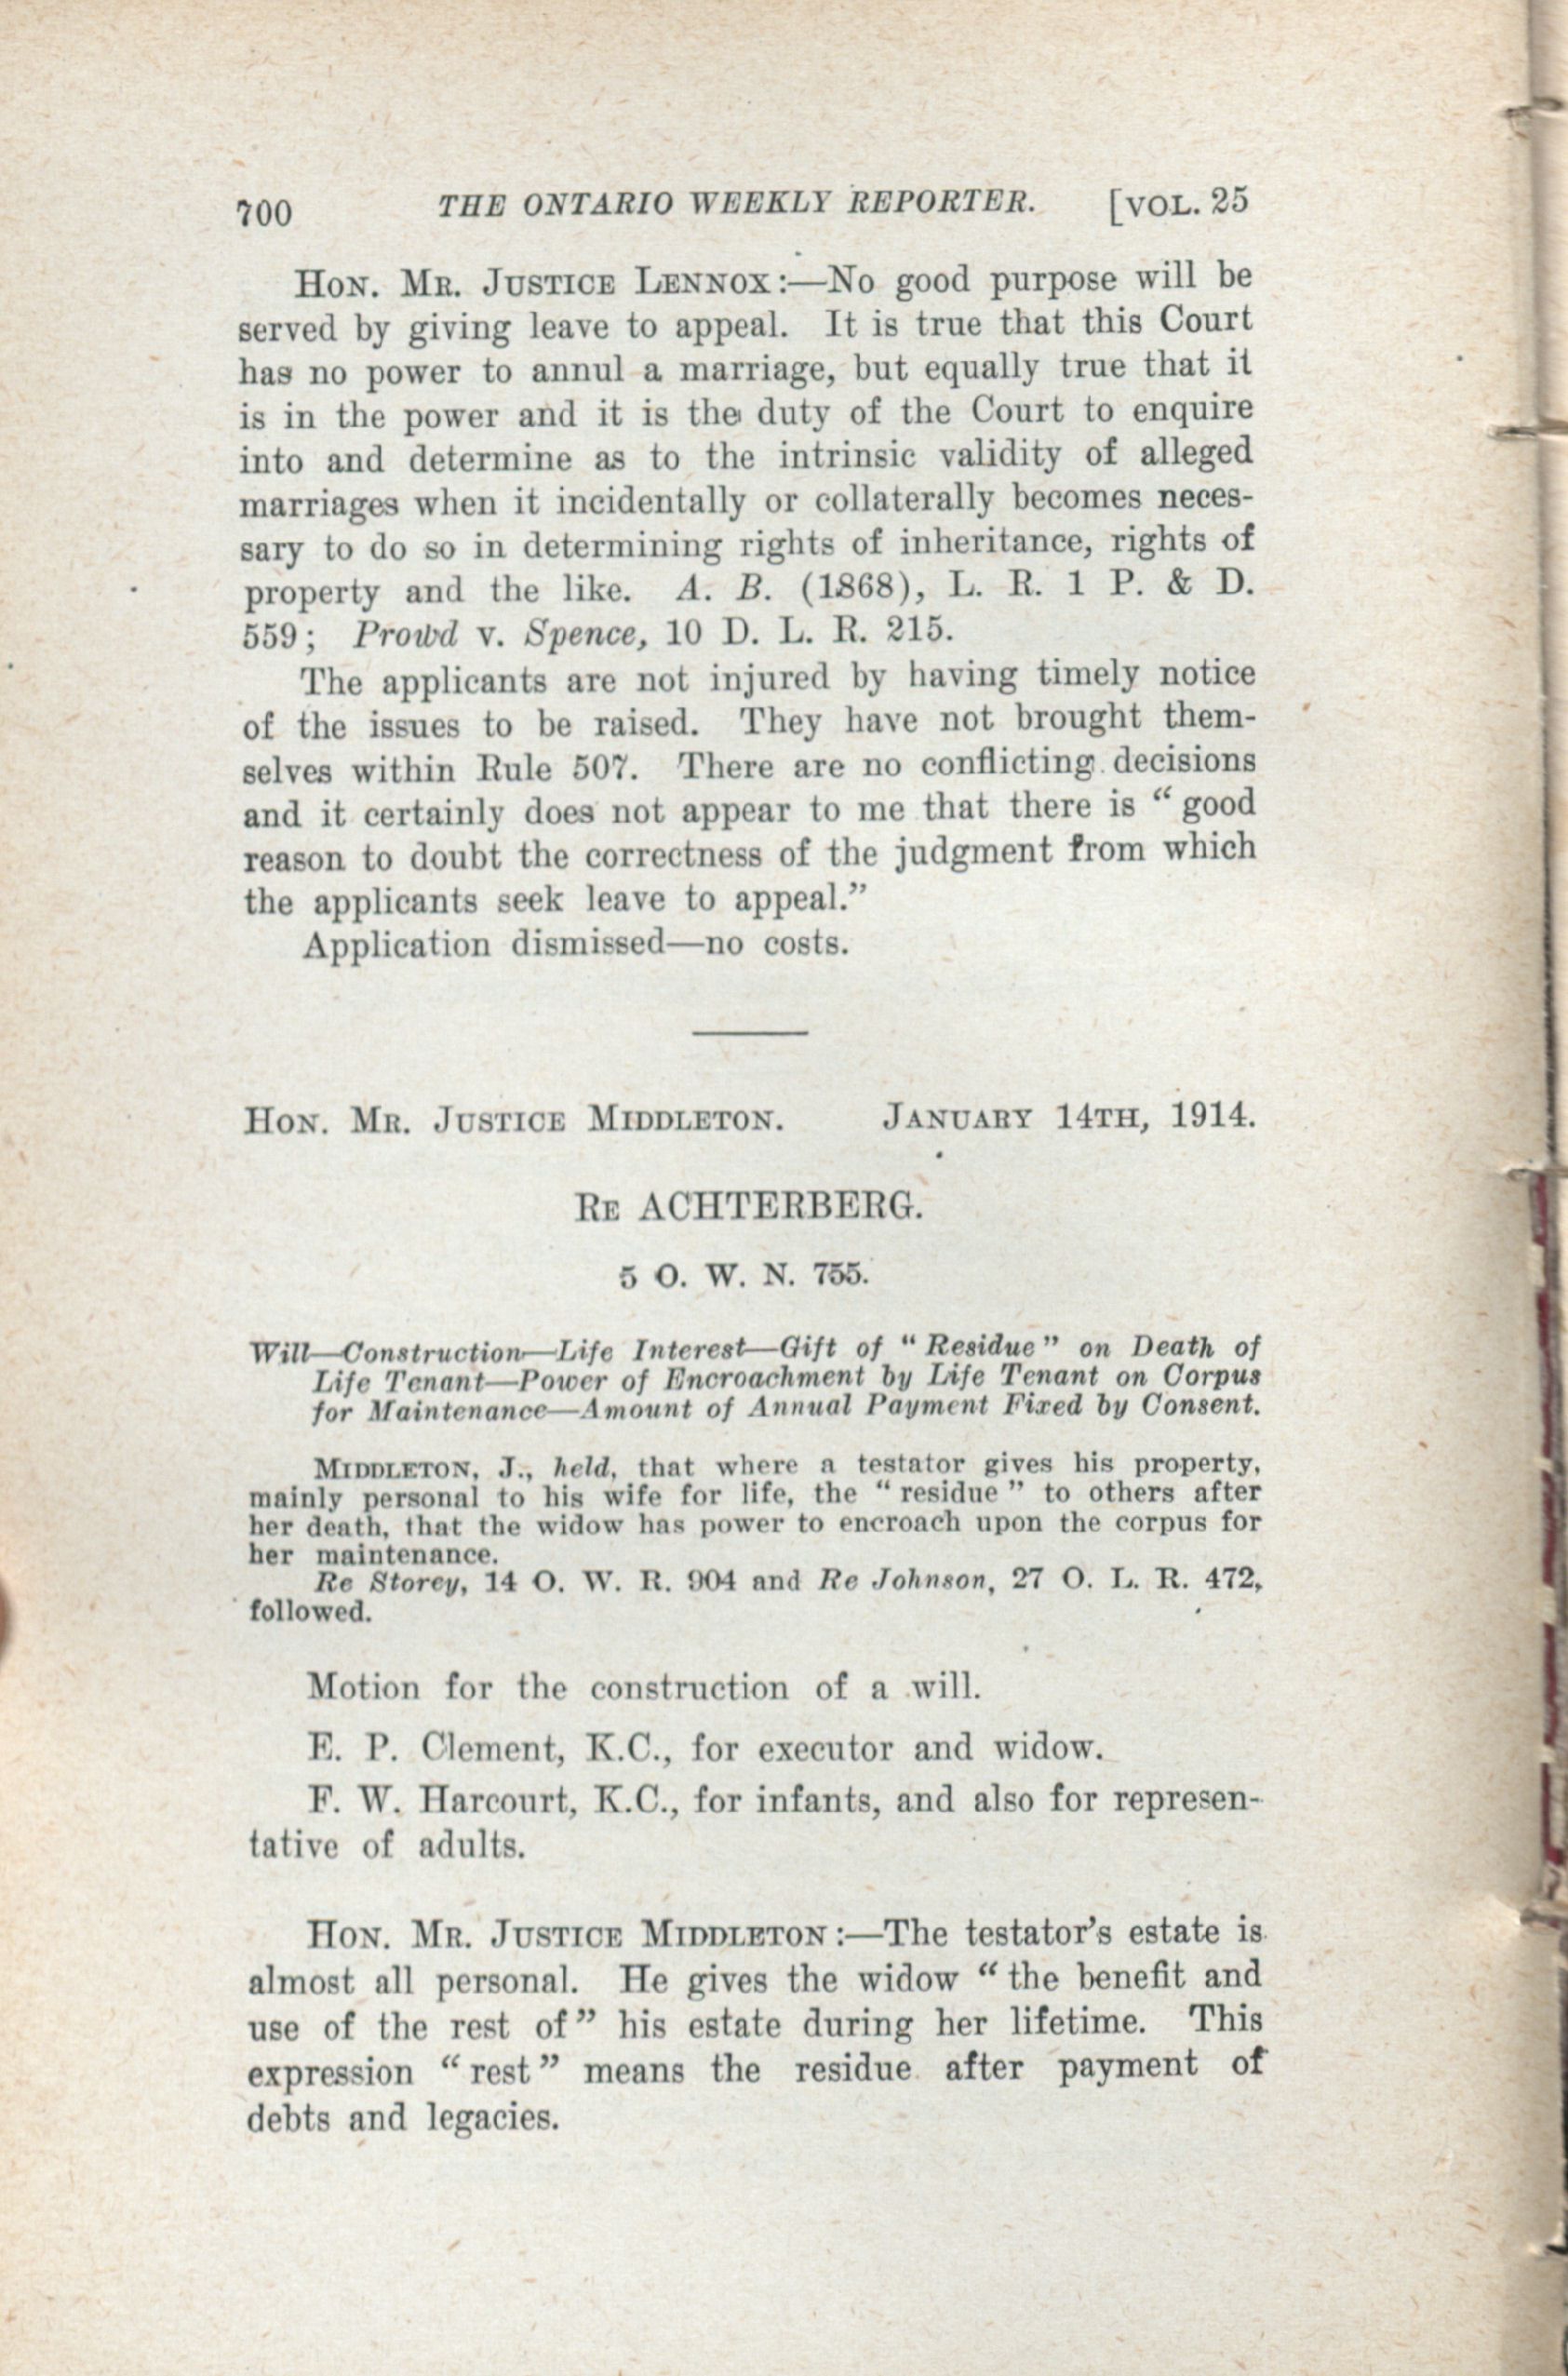 700 THE ONTARIO WEEKLY REPORTER. [VOL. 25
HON. MR. JUSTICE LENNOX:—No good purpose will be
served by giving leave to appeal. It is true that this Court
has no power to annul a marriage, but equally true that it
is in the power and it is the duty of the Court to enquire
into and determine as to the intrinsic validity of alleged
marriages when it incidentally or collaterally becomes neces-
sary to do so in determining rights of inheritance, rights of
property and the like. A. B. (1868), L. R. 1 P. & D.
559; Prowd v. Spence, 10 D. L. R. 215.
The applicants are not injured by having timely notice
of the issues to be raised. They have not brought them-
selves within Rule 507. There are no conflicting decisions
and it certainly does not appear to me that there is “ good
reason to doubt the correctness of the judgment from which
the applicants seek leave to appeal.”
Application dismissed—no costs.
HON. MR. JUSTICE MIDDLETON. JANUARY 14TH, 1914.
RE ACHTERBERG.
5 O. W. N. 755.
Will—Construction—Life Interest—Gift of “ Residue ” on Death of
Life Tenant—Power of Encroachment by Life Tenant on Corpus
for Maintenance—Amount of Annual Payment Fixed by Consent.
MIDDLETON, J., held, that where a testator gives his property,
mainly personal to his wife for life, the “ residue ” to others after
her death, that the widow has power to encroach upon the corpus for
her maintenance.
Re Storey, 14 O. W. R. 904 and Re Johnson, 27 O. L. R. 472,
followed.
Motion for the construction of a will.
E. P. Clement, K.C., for executor and widow.
F. W. Harcourt, K.C., for infants, and also for represen-
tative of adults.
HON. MR. JUSTICE MIDDLETON:—The testator’s estate is
almost all personal. He gives the widow “ the benefit and
use of the rest of ” his estate during her lifetime. This
expression “ rest ” means the residue after payment of
debts and legacies.